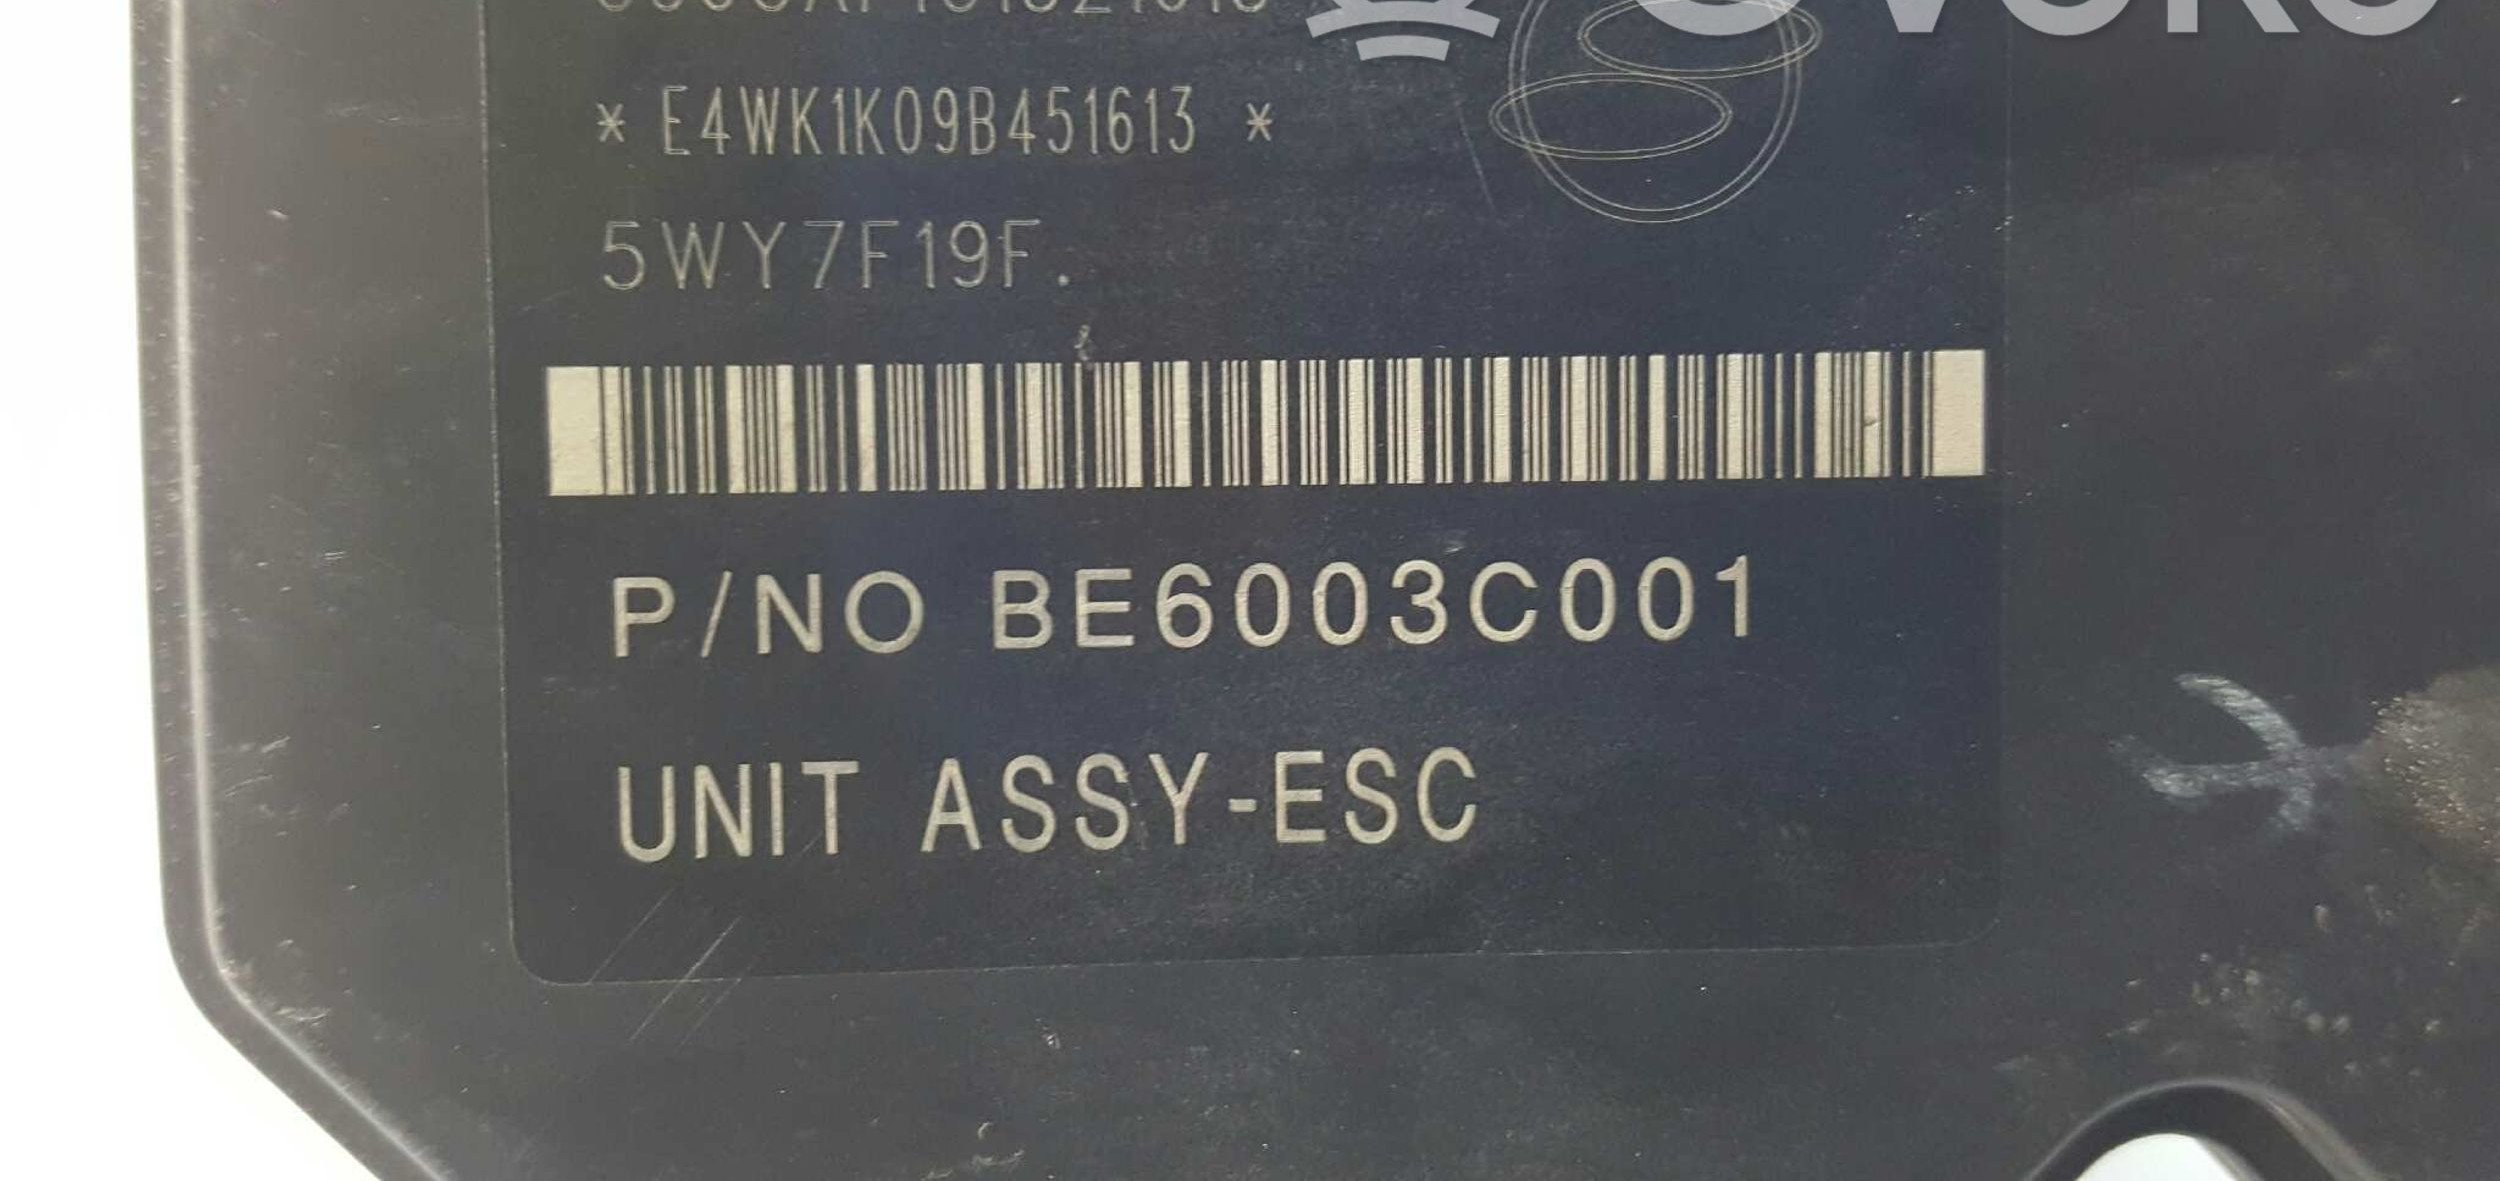 * E4WK1K09B451613 *
5WY7F19F.
P/NO BE6003C001
UNIT ASSY-ESC